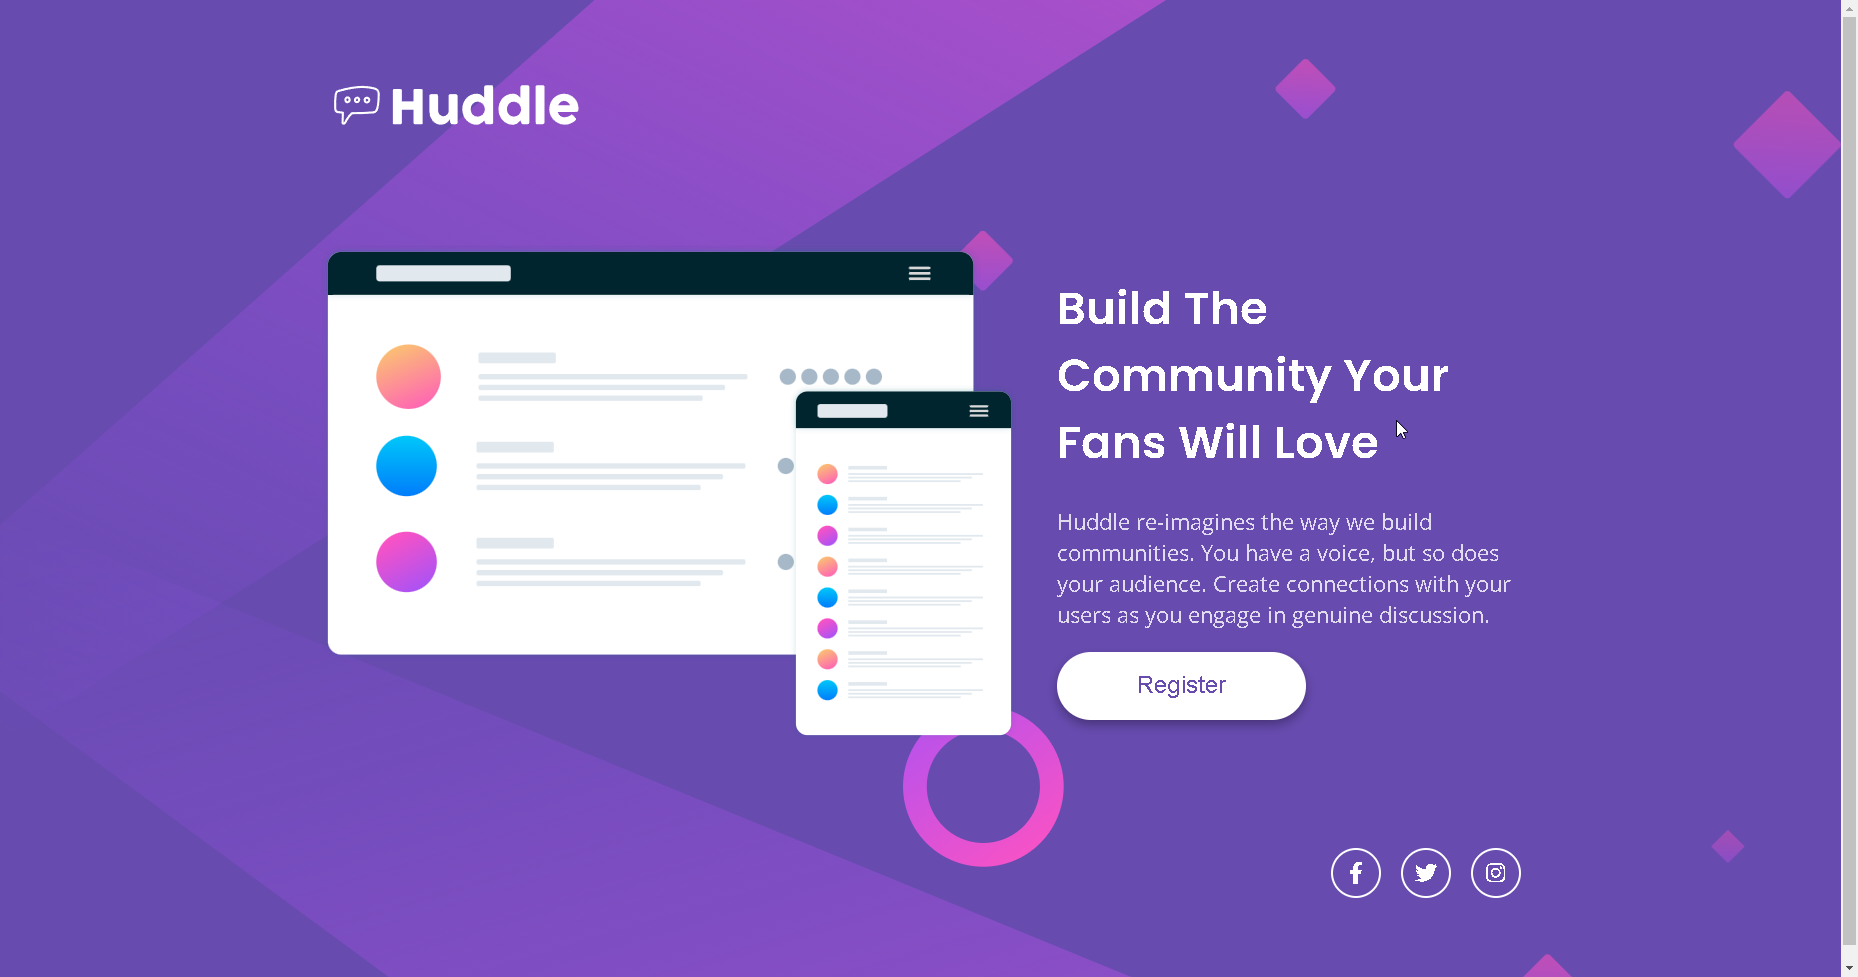 Huddle
Build The
Community Your
Fans Will Love
Huddle re-imagines the way we build
communities. You have a voice, but so does
your audience. Create connections with your
users as you engage in genuine discussion.
Register